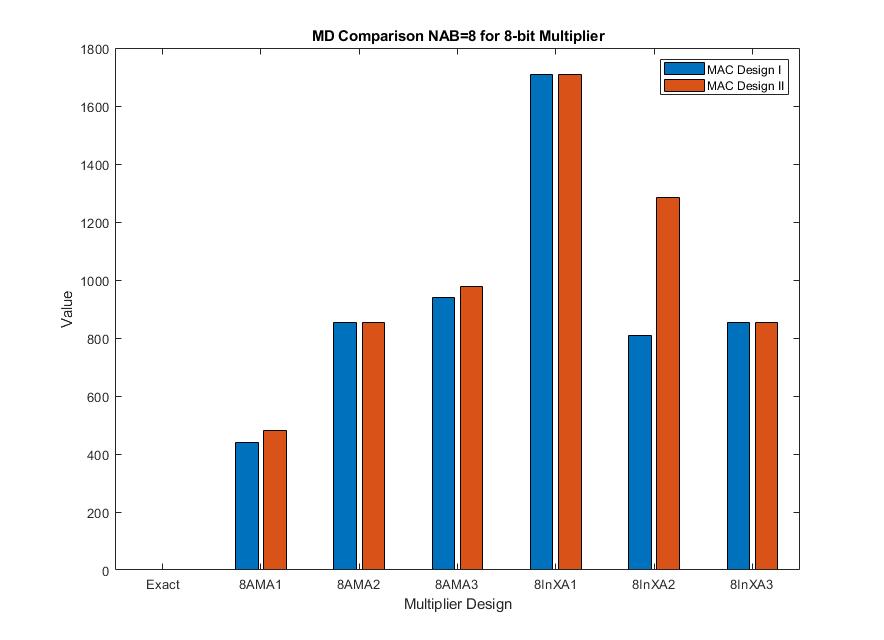 MD Comparison NAB=8 for 8-bit Multiplier
MAC Design I
MAC Design II
Value
1800
1600
1400
1200
1000
800
600
400
200
0
Exact 8AMA1 8AMA2 8AMA3 8InXA1 8InXA2 8InXA3
Multiplier Design